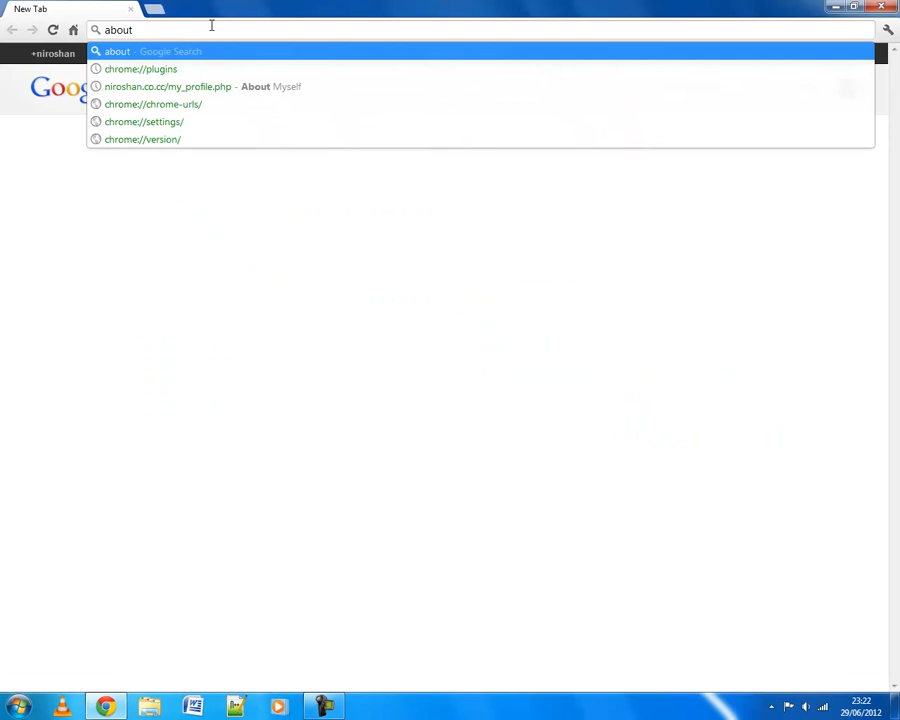 New Tab
about
+niroshan
about - Google Search
chrome://plugins
niroshan.co.cc/my_profile.php - About Myself
chrome://chrome-urls/
chrome://settings/
chrome://version/
Goog
23:22
29/06/2012